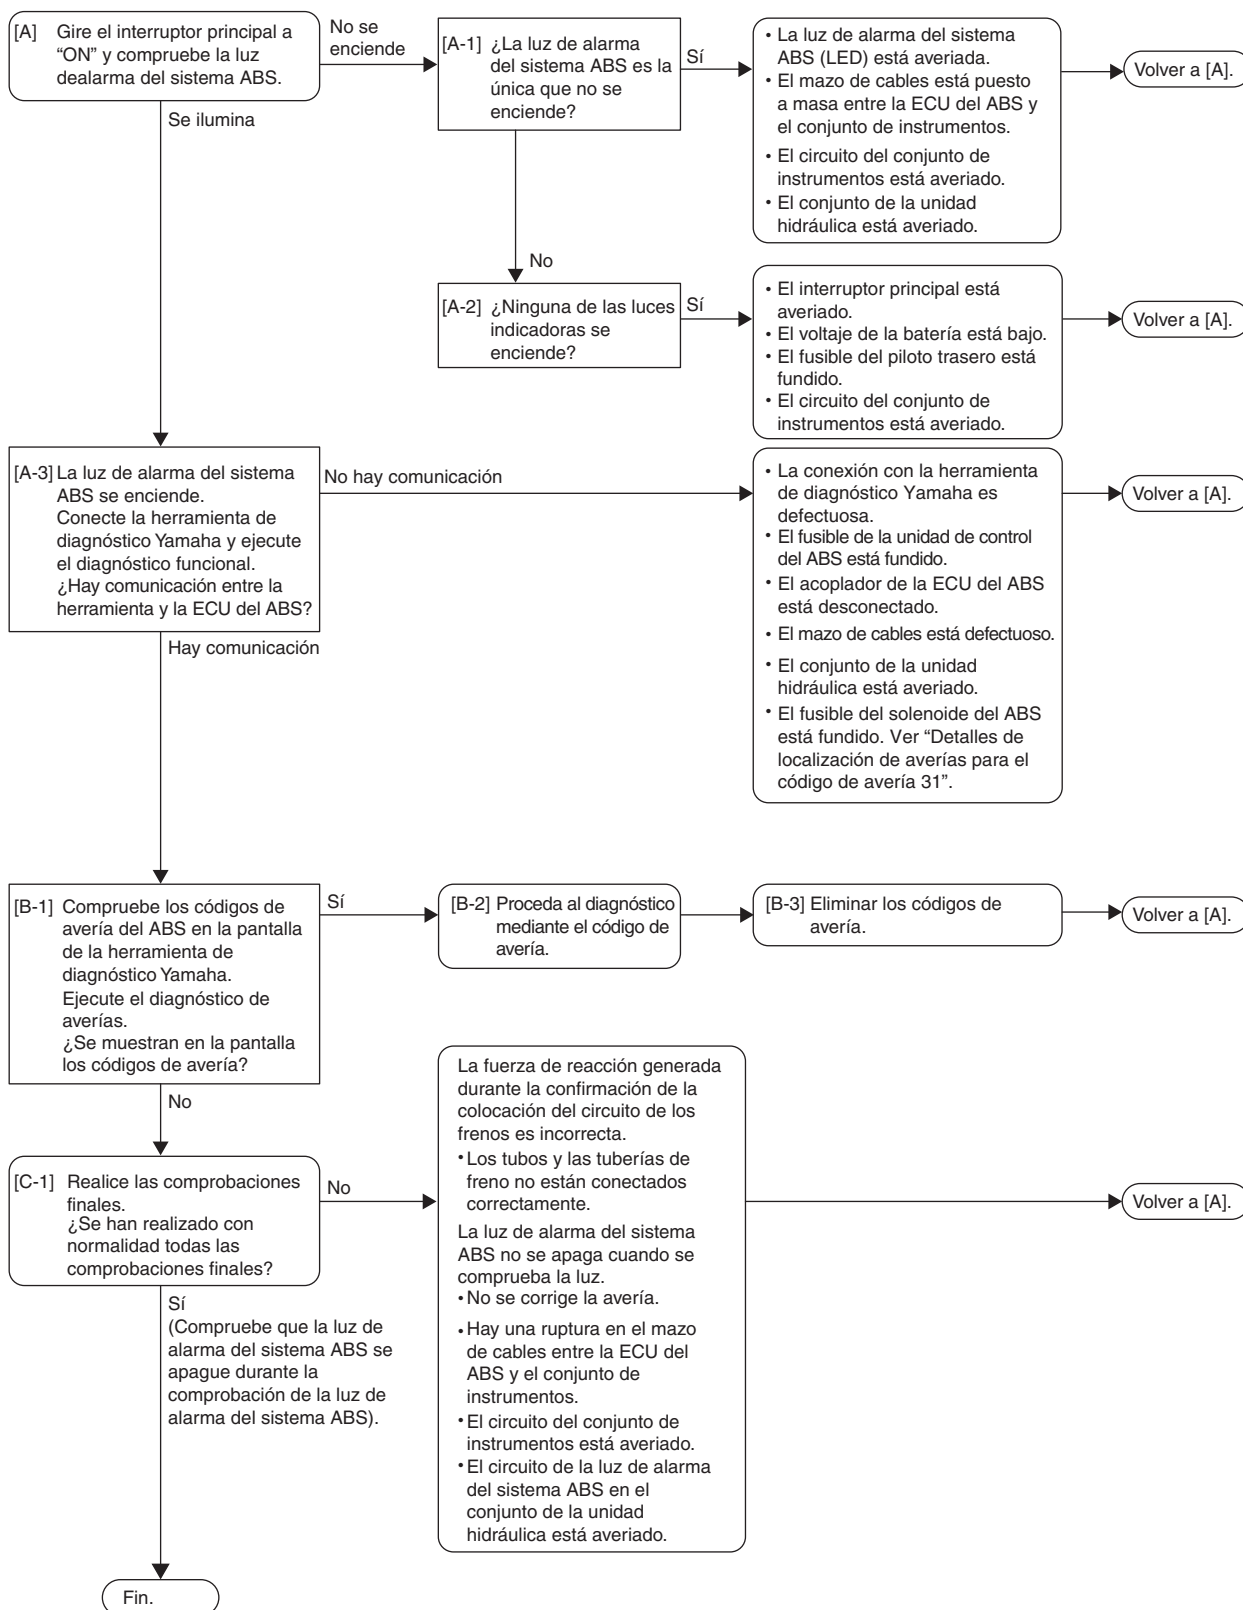 [A] Gire el interruptor principal a
“ON” y compruebe la luz
dealarma del sistema ABS.
No se
enciende
[A-1] ¿La luz de alarma
del sistema ABS es la
única que no se
enciende?
Sí
• La luz de alarma del sistema
ABS (LED) está averiada.
• El mazo de cables está puesto
a masa entre la ECU del ABS y
el conjunto de instrumentos.
• El circuito del conjunto de
instrumentos está averiado.
• El conjunto de la unidad
hidráulica está averiado.
Volver a [A].
Se ilumina
No
[A-2] ¿Ninguna de las luces
indicadoras se
enciende?
Sí
• El interruptor principal está
averiado.
• El voltaje de la batería está bajo.
• El fusible del piloto trasero está
fundido.
• El circuito del conjunto de
instrumentos está averiado.
Volver a [A].
[A-3] La luz de alarma del sistema
ABS se enciende.
Conecte la herramienta de
diagnóstico Yamaha y ejecute
el diagnóstico funcional.
¿Hay comunicación entre la
herramienta y la ECU del ABS?
No hay comunicación
• La conexión con la herramienta
de diagnóstico Yamaha es
defectuosa.
• El fusible de la unidad de control
del ABS está fundido.
• El acoplador de la ECU del ABS
está desconectado.
• El mazo de cables está defectuoso.
• El conjunto de la unidad
hidráulica está averiado.
• El fusible del solenoide del ABS
está fundido. Ver “Detalles de
localización de averías para el
código de avería 31”.
Volver a [A].
Hay comunicación
[B-1] Compruebe los códigos de
avería del ABS en la pantalla
de la herramienta de
diagnóstico Yamaha.
Ejecute el diagnóstico de
averías.
¿Se muestran en la pantalla
los códigos de avería?
Sí
[B-2] Proceda al diagnóstico
mediante el código de
avería.
[B-3] Eliminar los códigos de
avería.
Volver a [A].
No
[C-1] Realice las comprobaciones
finales.
¿Se han realizado con
normalidad todas las
comprobaciones finales?
No
La fuerza de reacción generada
durante la confirmación de la
colocación del circuito de los
frenos es incorrecta.
• Los tubos y las tuberías de
freno no están conectados
correctamente.
La luz de alarma del sistema
ABS no se apaga cuando se
comprueba la luz.
• No se corrige la avería.
• Hay una ruptura en el mazo
de cables entre la ECU del
ABS y el conjunto de
instrumentos.
• El circuito del conjunto de
instrumentos está averiado.
• El circuito de la luz de alarma
del sistema ABS en el
conjunto de la unidad
hidráulica está averiado.
Volver a [A].
Sí
(Compruebe que la luz de
alarma del sistema ABS se
apague durante la
comprobación de la luz de
alarma del sistema ABS).
Fin.